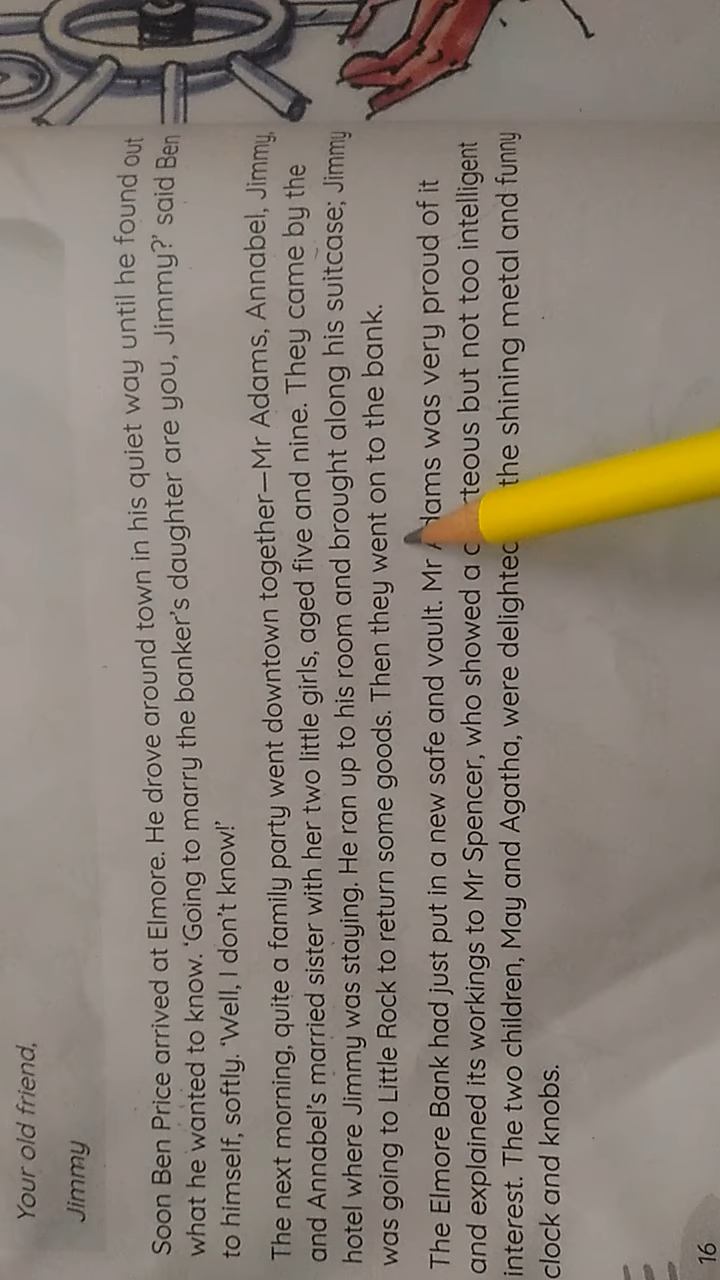 Your old friend,
Jimmy
Soon Ben Price arrived at Elmore. He drove around town in his quiet way until he found out
what he wanted to know. ‘Going to marry the banker’s daughter are you, Jimmy?’ said Ben
to himself, softly. ‘Well, I don’t know!’
The next morning, quite a family party went downtown together—Mr Adams, Annabel, Jimmy,
and Annabel’s married sister with her two little girls, aged five and nine. They came by the
hotel where Jimmy was staying. He ran up to his room and brought along his suitcase; Jimmy
was going to Little Rock to return some goods. Then they went on to the bank.
The Elmore Bank had just put in a new safe and vault. Mr Adams was very proud of it
and explained its workings to Mr Spencer, who showed a but not too intelligent
interest. The two children, May and Agatha, were delighted the shining metal and funny
clock and knobs.
16